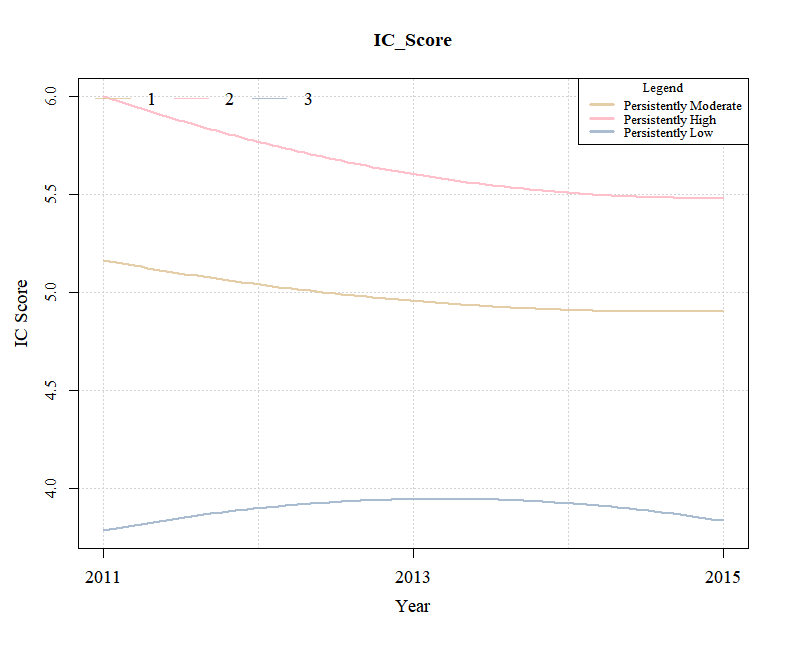 IC_Score
1 2 3
Legend
Persistently Moderate
Persistently High
Persistently Low
IC Score
6.0
5.5
5.0
4.5
4.0
2011 2013 2015
Year